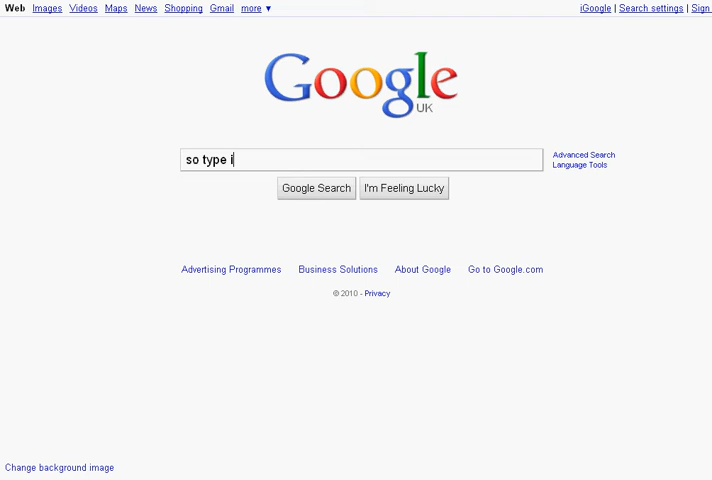 Web Images Videos Maps News Shopping Gmail more ▼ iGoogle | Search settings | Sign
Google
UK
so type i
Advanced Search
Language Tools
Google Search I'm Feeling Lucky
Advertising Programmes Business Solutions About Google Go to Google.com
© 2010 - Privacy
Change background image